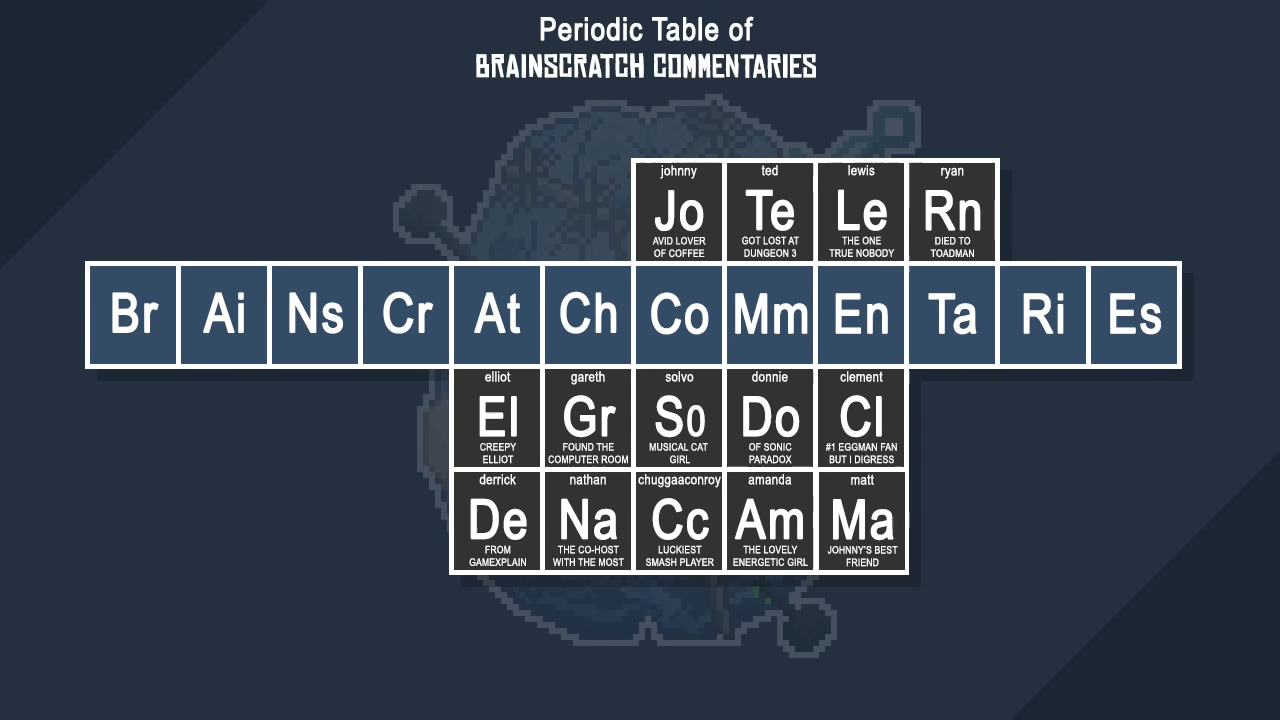 Periodic Table of
BRAINSCRATCH COMMENTARIES
johnny ted lewis ryan
Jo Te Le Rn
AVID LOVER GOT LOST AT THE ONE DIED TO
OF COFFEE DUNGEON 3 TRUE NOBODY TOADMAN
Br Ai Ns Cr At Ch Co Mm En Ta Ri Es
elliot gareth solvo donnie clement
El Gr So Do Cl
CREEPY FOUND THE MUSICAL CAT OF SONIC #1 EGGMAN FAN
ELLIOT COMPUTER ROOM GIRL PARADOX BUT I DIGRESS
derrick nathan chuggaaconroy amanda matt
De Na Cc Am Ma
FROM THE CO-HOST LUCKIEST THE LOVELY JOHNNY'S BEST
GAMEXPLAIN WITH THE MOST SMASH PLAYER ENERGETIC GIRL FRIEND